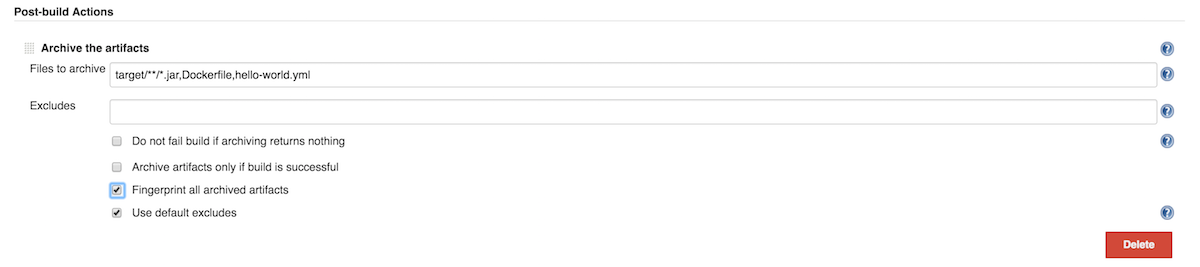 Post-build Actions
Archive the artifacts
Files to archive target/**/*.jar,Dockerfile,hello-world.yml
Excludes
Do not fail build if archiving returns nothing
Archive artifacts only if build is successful
Fingerprint all archived artifacts
Use default excludes
Delete